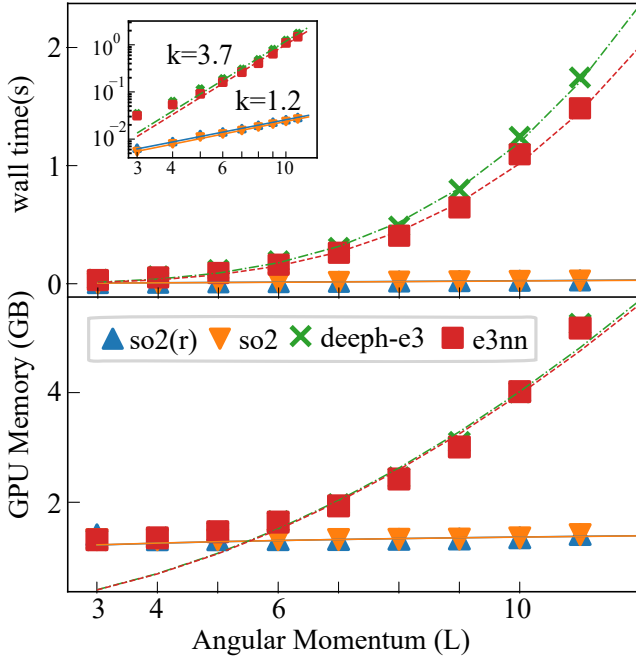 wall time(s)
2
1
0
10⁰
10⁻¹
10⁻²
k=3.7
k=1.2
3
4
6
10
GPU Memory (GB)
4
2
so2(r) so2 deeph-e3 e3nn
3 4 6 10
Angular Momentum (L)